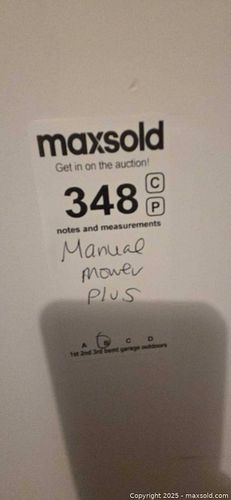 maxsold
Get in on the auction!
348 C
P
notes and measurements
Manual
mower
Plus
A B C D
1st 2nd 3rd bsmt garage outdoors
Copyright © 2025 - maxsold.com